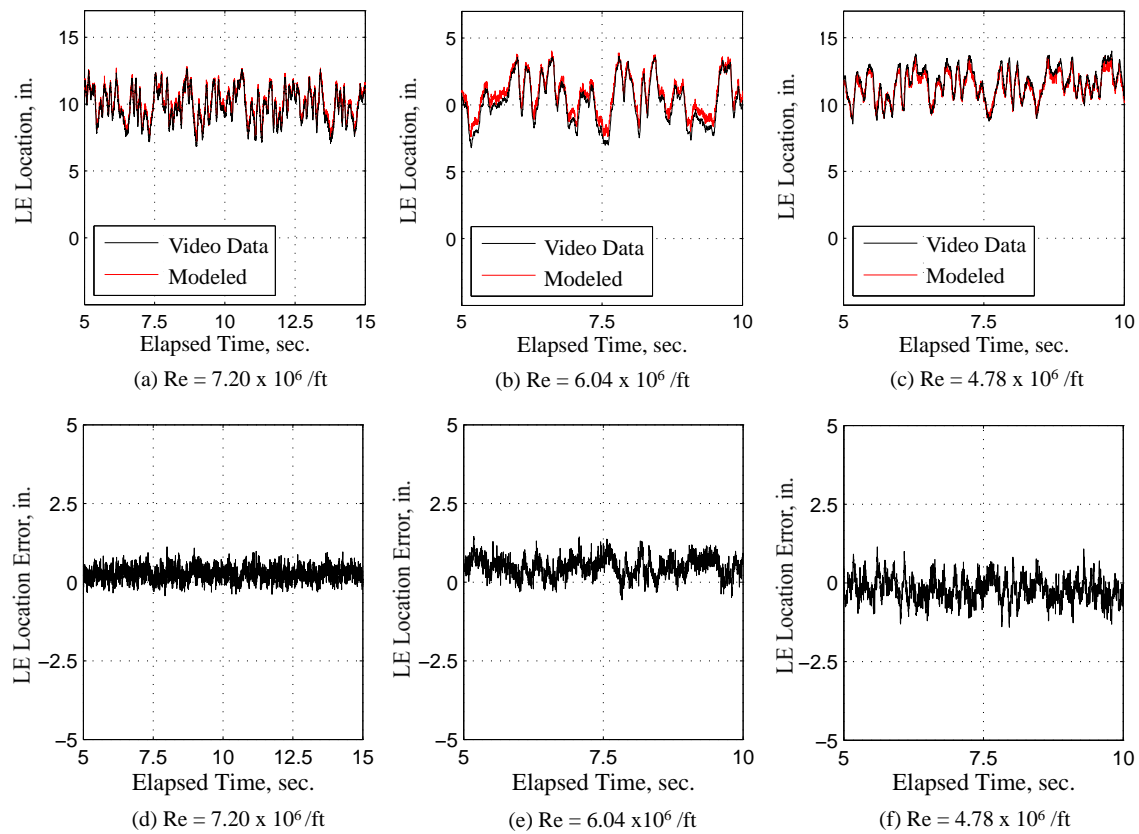 LE Location, in.
15
10
5
0
Video Data
Modeled
5
7.5
10
12.5
15
Elapsed Time, sec.
(a) Re = 7.20 x 10⁶ /ft
LE Location, in.
5
0
5
0
Video Data
Modeled
5
7.5
10
Elapsed Time, sec.
(b) Re = 6.04 x 10⁶ /ft
LE Location, in.
15
10
5
0
Video Data
Modeled
5
7.5
10
Elapsed Time, sec.
(c) Re = 4.78 x 10⁶ /ft
LE Location Error, in.
5
2.5
0
−2.5
−5
5
7.5
10
12.5
15
Elapsed Time, sec.
(d) Re = 7.20 x 10⁶ /ft
LE Location Error, in.
5
2.5
0
−2.5
−5
5
7.5
10
Elapsed Time, sec.
(e) Re = 6.04 x10⁶ /ft
LE Location Error, in.
5
2.5
0
−2.5
−5
5
7.5
10
Elapsed Time, sec.
(f) Re = 4.78 x 10⁶ /ft